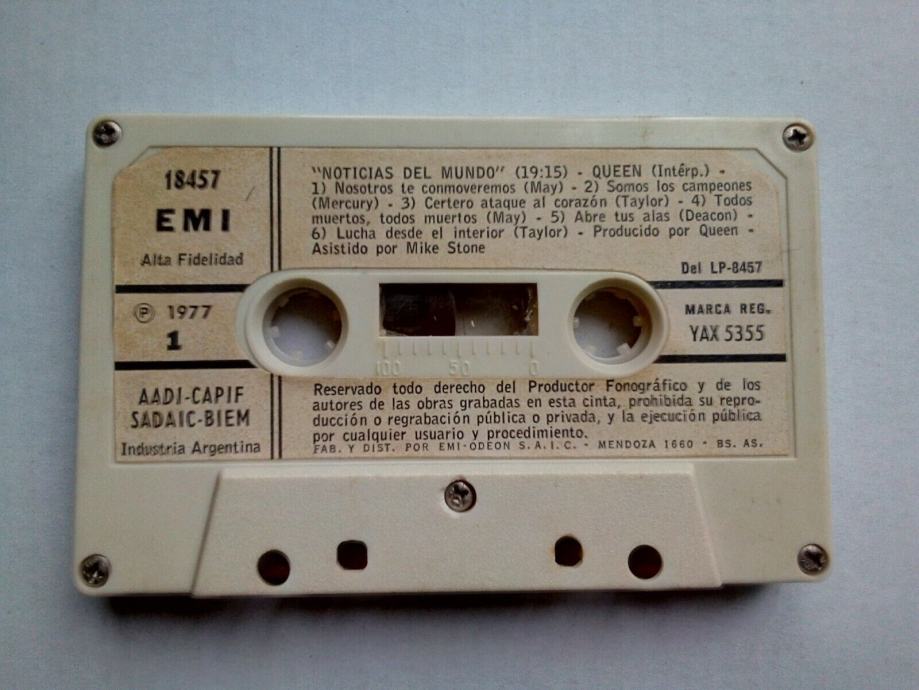 18457
EMI
Alta Fidelidad
"NOTICIAS DEL MUNDO" (19:15) - QUEEN (Intêrp.) -
1) Nosotros te conmoveremos (May) - 2) Somos los campeones
(Mercury) - 3) Certero ataque al corazón (Taylor) - 4) Todos
muertos, todos muertos (May) - 5) Abre tus alas (Deacon) -
6) Lucha desde el interior (Taylor) - Producido por Queen -
Asistido por Mike Stone
Del LP-8457
Ⓟ 1977
1
MARCA REG.
YAX 5355
100 50 0
AADI-CAPIF
SADAIC-BIEM
Industria Argentina
Reservado todo derecho del Productor Fonográfico y de los
autores de las obras grabadas en esta cinta, prohibida su repro-
ducción o regrabación pública o privada, y la ejecución pública
por cualquier usuario y procedimiento.
FAB. Y DIST. POR EMI-ODEON S.A.I.C. - MENDOZA 1660 - BS. AS.